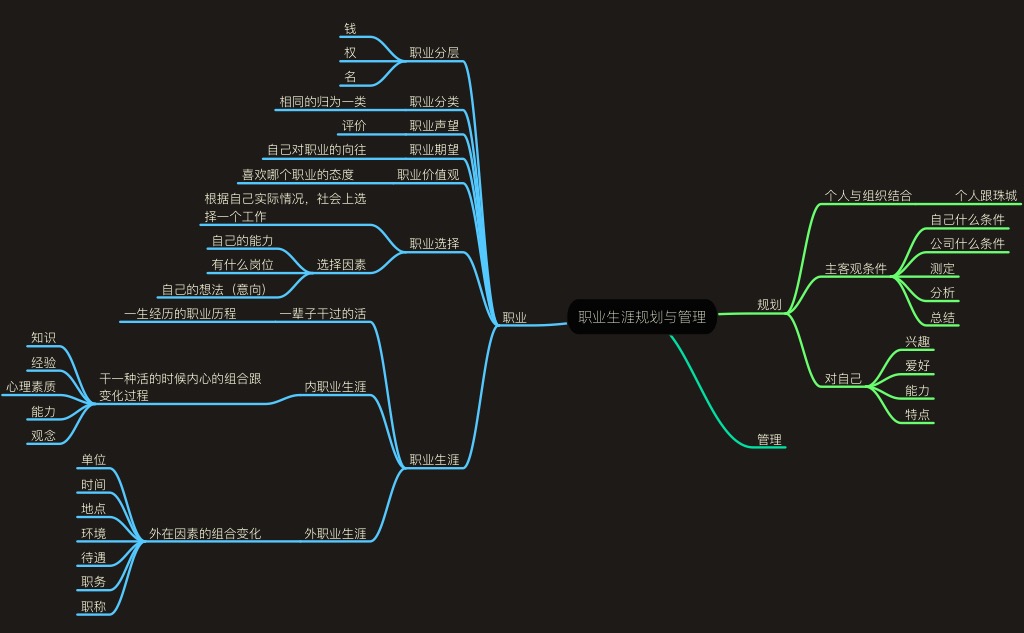 职业生涯规划与管理
职业
职业分层
钱
权
名
职业分类
相同的归为一类
职业声望
评价
职业期望
自己对职业的向往
职业价值观
喜欢哪个职业的态度
职业选择
根据自己实际情况，社会上选
择一个工作
选择因素
自己的能力
有什么岗位
自己的想法（意向）
职业生涯
一辈子干过的活
一生经历的职业历程
内职业生涯
干一种活的时候内心的组合跟
变化过程
知识
经验
心理素质
能力
观念
外职业生涯
外在因素的组合变化
单位
时间
地点
环境
待遇
职务
职称
规划
个人与组织结合
个人跟珠城
主客观条件
自己什么条件
公司什么条件
测定
分析
总结
对自己
兴趣
爱好
能力
特点
管理